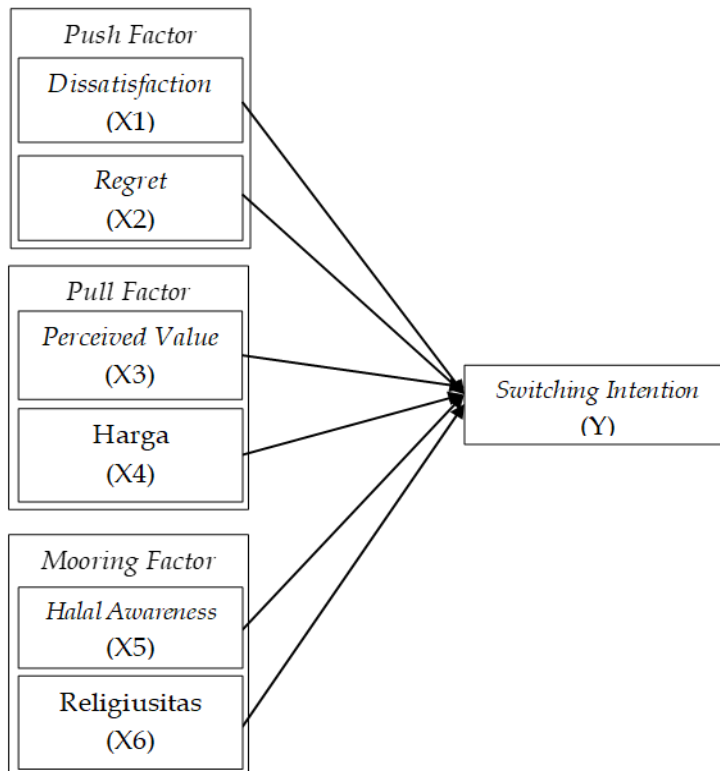 Push Factor
Dissatisfaction
(X1)
Regret
(X2)
Pull Factor
Perceived Value
(X3)
Harga
(X4)
Mooring Factor
Halal Awareness
(X5)
Religiusitas
(X6)
Switching Intention
(Y)